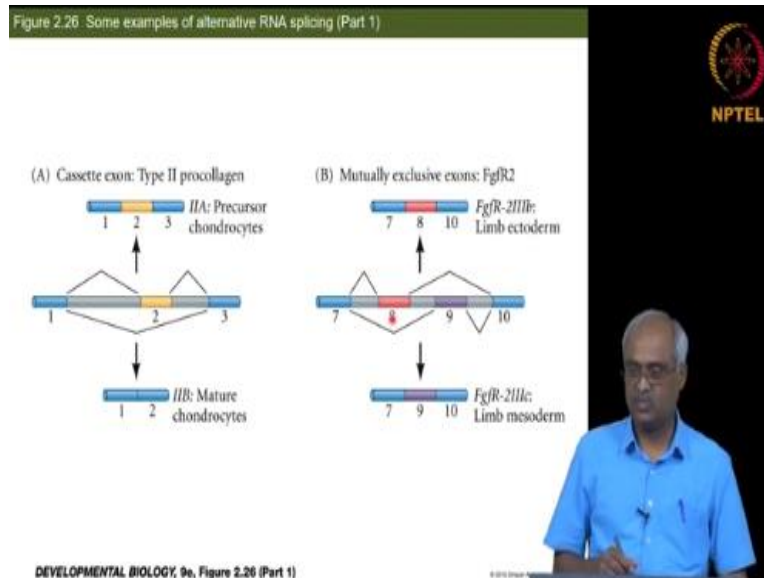 Figure 2.26 Some examples of alternative RNA splicing (Part 1)
NPTEL
(A) Cassette exon: Type II procollagen
IIA: Precursor
chondrocytes
1 2 3
1 2 3
IIB: Mature
chondrocytes
1 2
(B) Mutually exclusive exons: FgfR2
FgfR-2IIIb:
Limb ectoderm
7 8 10
7 8 9 10
FgfR-2IIIc:
Limb mesoderm
7 9 10
DEVELOPMENTAL BIOLOGY, 9e, Figure 2.26 (Part 1)